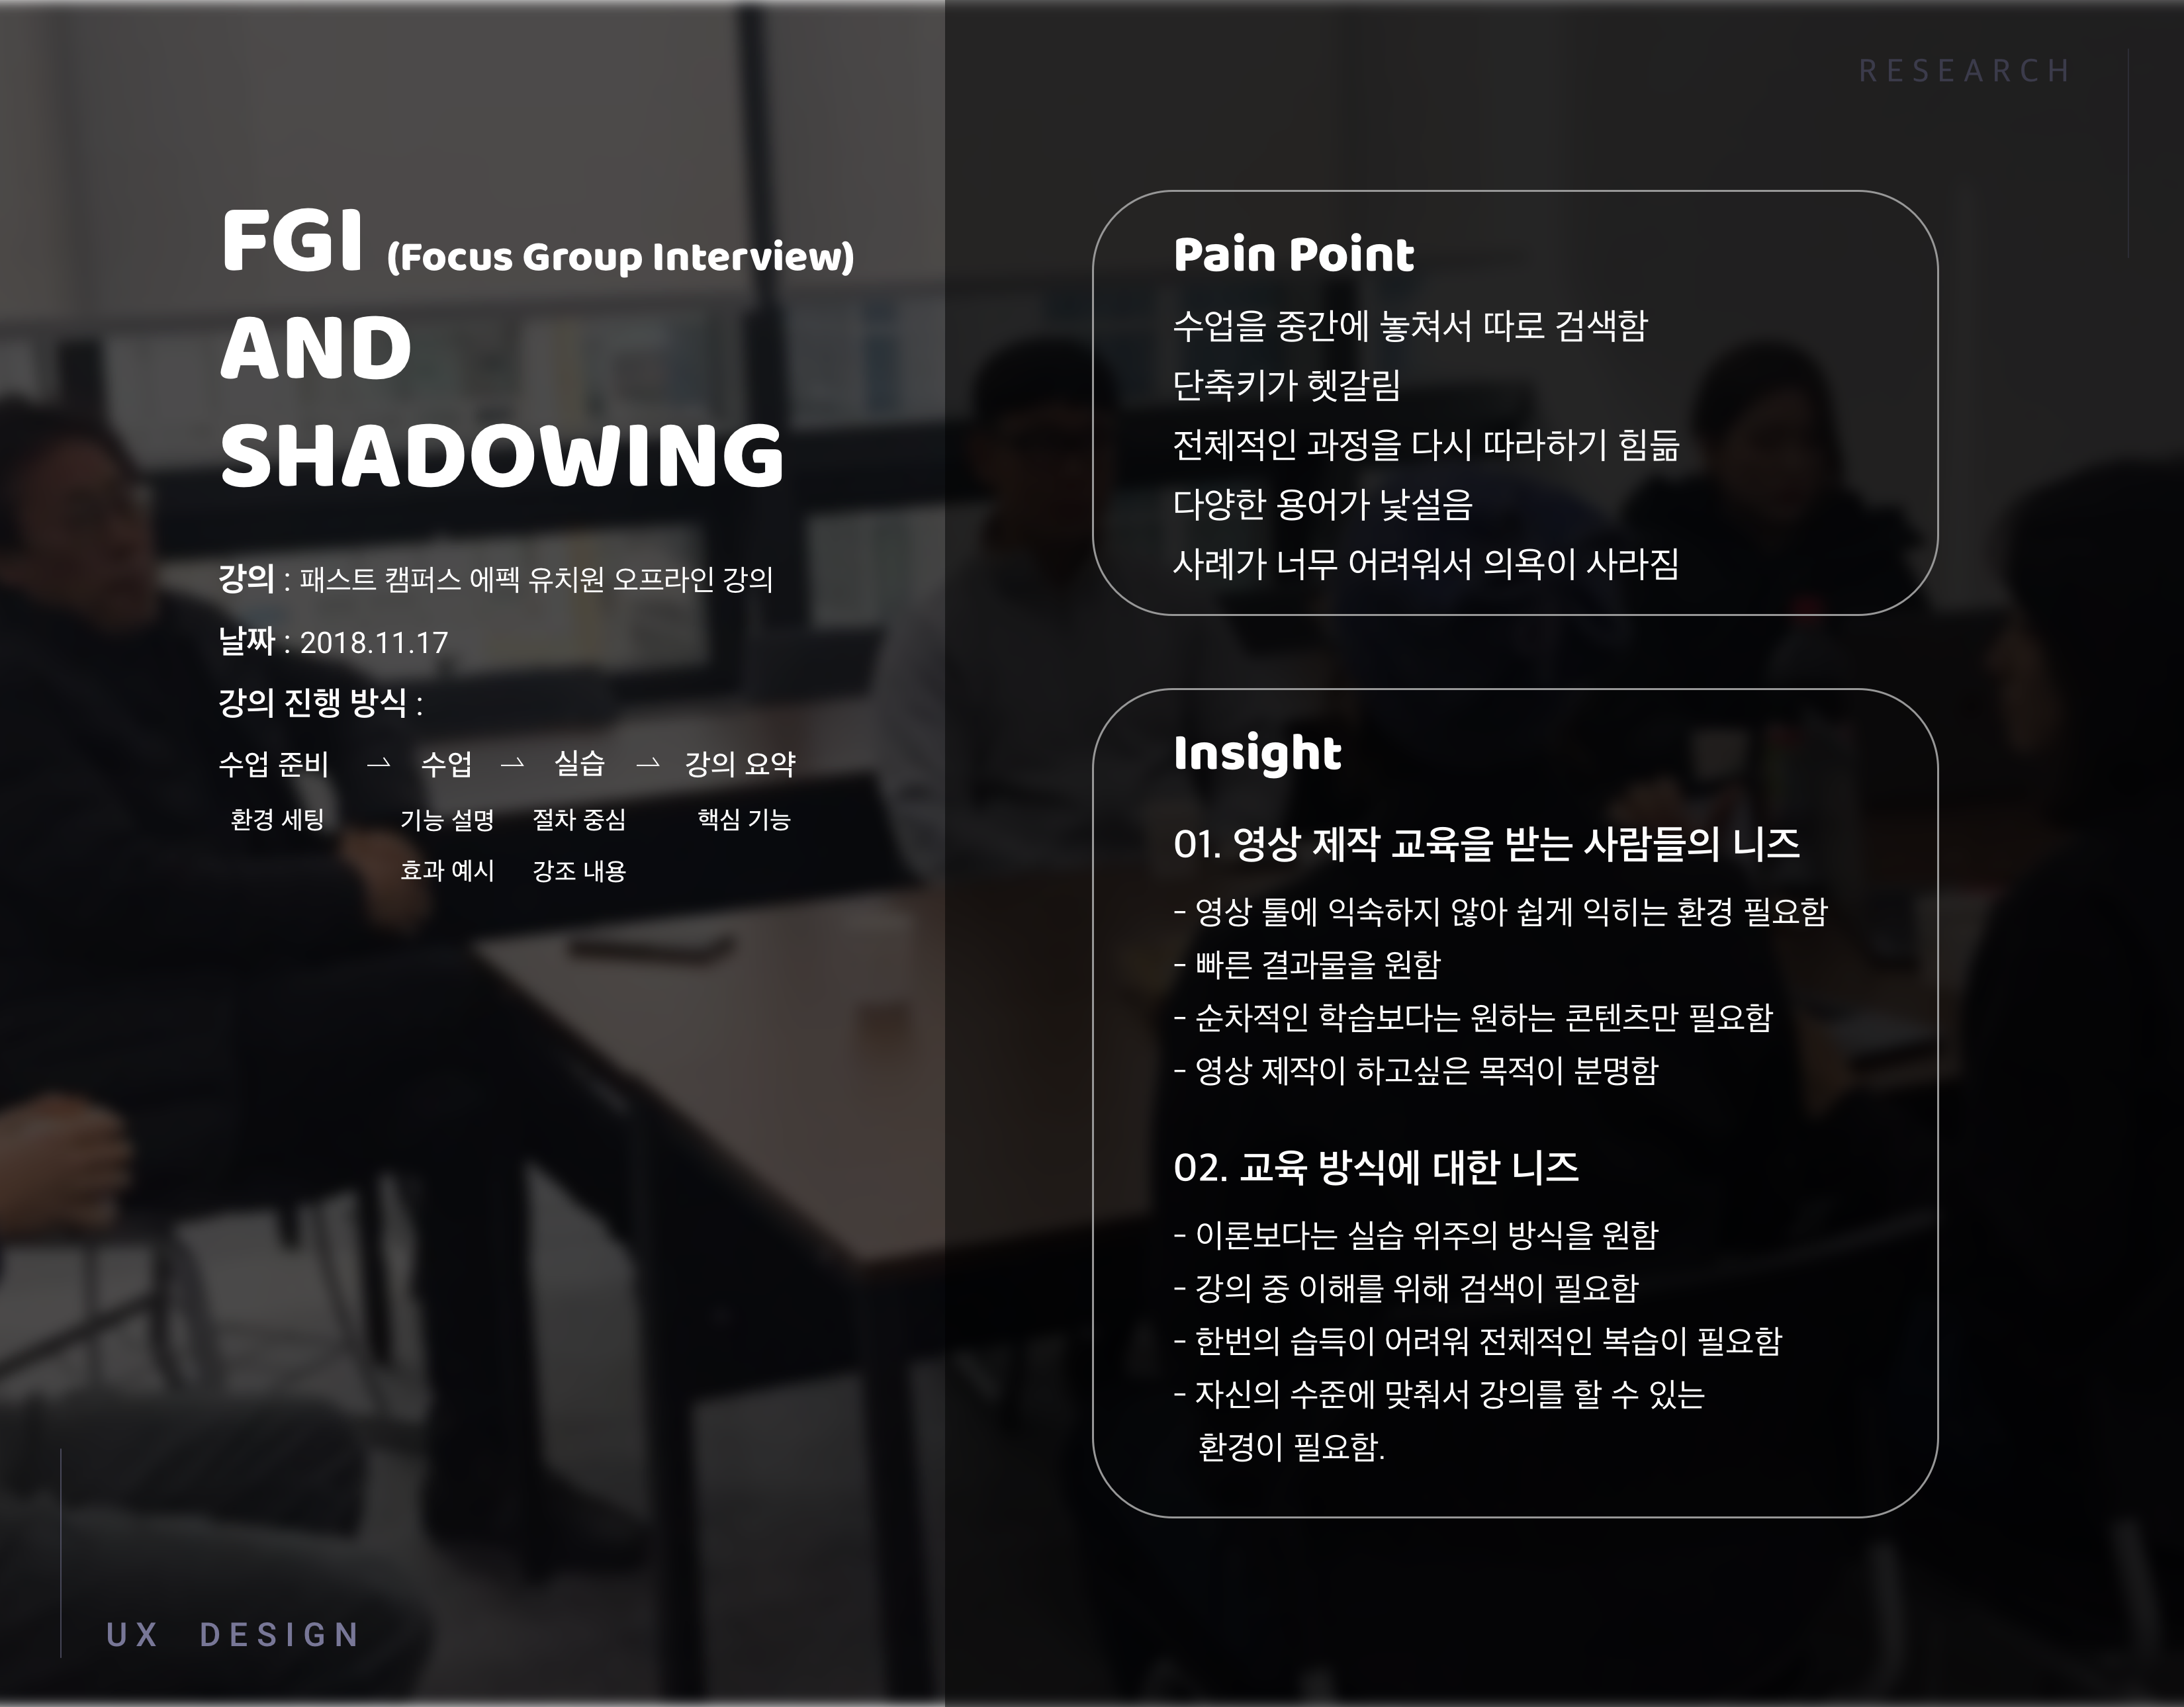 RESEARCH
FGI (Focus Group Interview)
AND
SHADOWING
강의 : 패스트 캠퍼스 에펙 유치원 오프라인 강의
날짜 : 2018.11.17
강의 진행 방식 :
수업 준비 → 수업 → 실습 → 강의 요약
환경 세팅 기능 설명 절차 중심 핵심 기능
효과 예시 강조 내용
Pain Point
수업을 중간에 놓쳐서 따로 검색함
단축키가 헷갈림
전체적인 과정을 다시 따라하기 힘듦
다양한 용어가 낯설음
사례가 너무 어려워서 의욕이 사라짐
Insight
01. 영상 제작 교육을 받는 사람들의 니즈
- 영상 툴에 익숙하지 않아 쉽게 익히는 환경 필요함
- 빠른 결과물을 원함
- 순차적인 학습보다는 원하는 콘텐츠만 필요함
- 영상 제작이 하고싶은 목적이 분명함
02. 교육 방식에 대한 니즈
- 이론보다는 실습 위주의 방식을 원함
- 강의 중 이해를 위해 검색이 필요함
- 한번의 습득이 어려워 전체적인 복습이 필요함
- 자신의 수준에 맞춰서 강의를 할 수 있는
환경이 필요함.
UX DESIGN